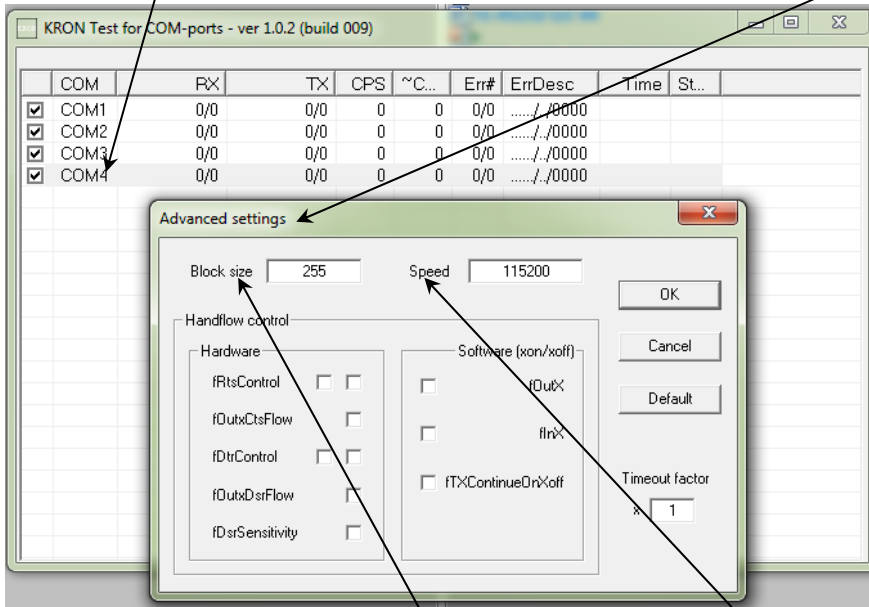 KRON Test for COM-ports - ver 1.0.2 (build 009)
COM RX TX CPS ~C... Err# ErrDesc Time St...
COM1 0/0 0/0 0 0 0/0 ....../../0000
COM2 0/0 0/0 0 0 0/0 ....../../0000
COM3 0/0 0/0 0 0 0/0 ....../../0000
COM4 0/0 0/0 0 0 0/0 ....../../0000
Advanced settings
Block size 255 Speed 115200
OK
Handflow control
Hardware Software (xon/xoff)
Cancel
fRtsControl fOutX
Default
fOutxCtsFlow fInX
fDtrControl
fTXContinueOnXoff Timeout factor
fOutxDsrFlow
x 1
fDsrSensitivity